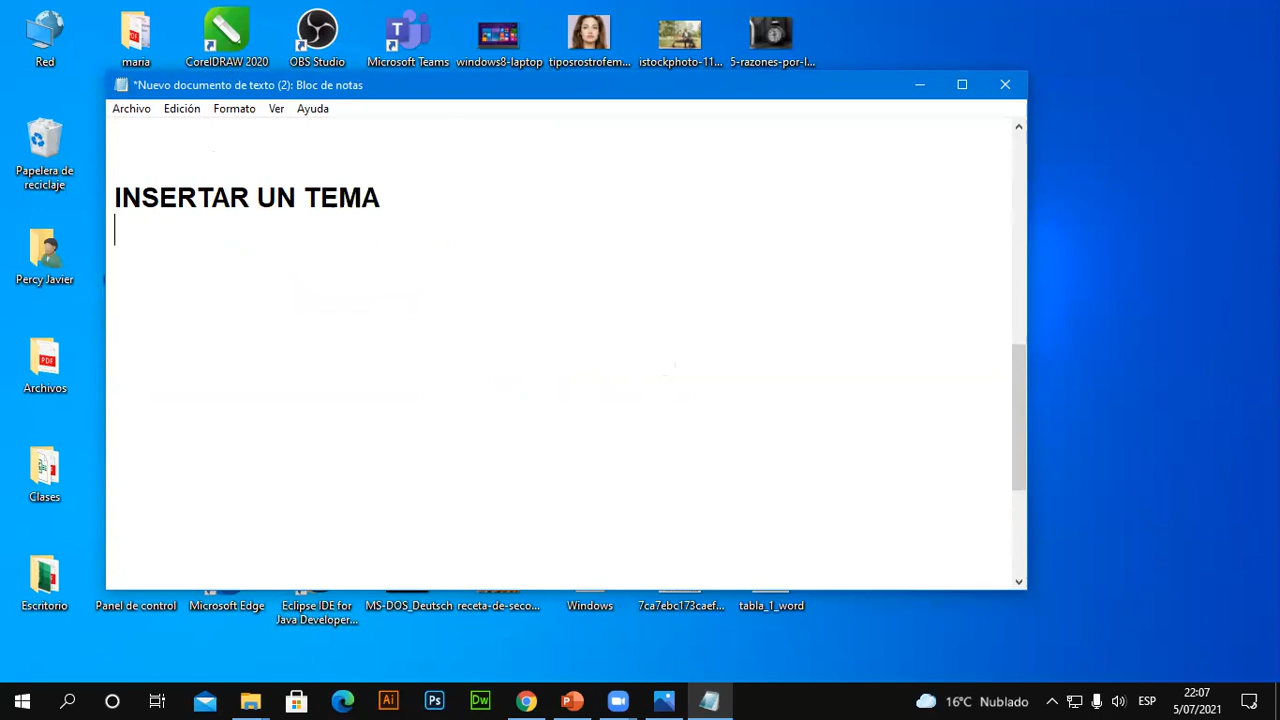 Red
maria
CorelDRAW 2020
OBS Studio
Microsoft Teams
windows8-laptop
tiposrostrofem...
istockphoto-11...
5-razones-por-l...
*Nuevo documento de texto (2): Bloc de notas
Archivo Edición Formato Ver Ayuda
INSERTAR UN TEMA
Papelera de
reciclaje
Percy Javier
Archivos
Clases
Escritorio
Panel de control
Microsoft Edge
Eclipse IDE for
Java Developer...
MS-DOS_Deutsch
receta-de-seco...
Windows
7ca7ebc173caef...
tabla_1_word
16°C Nublado
ESP
22:07
5/07/2021